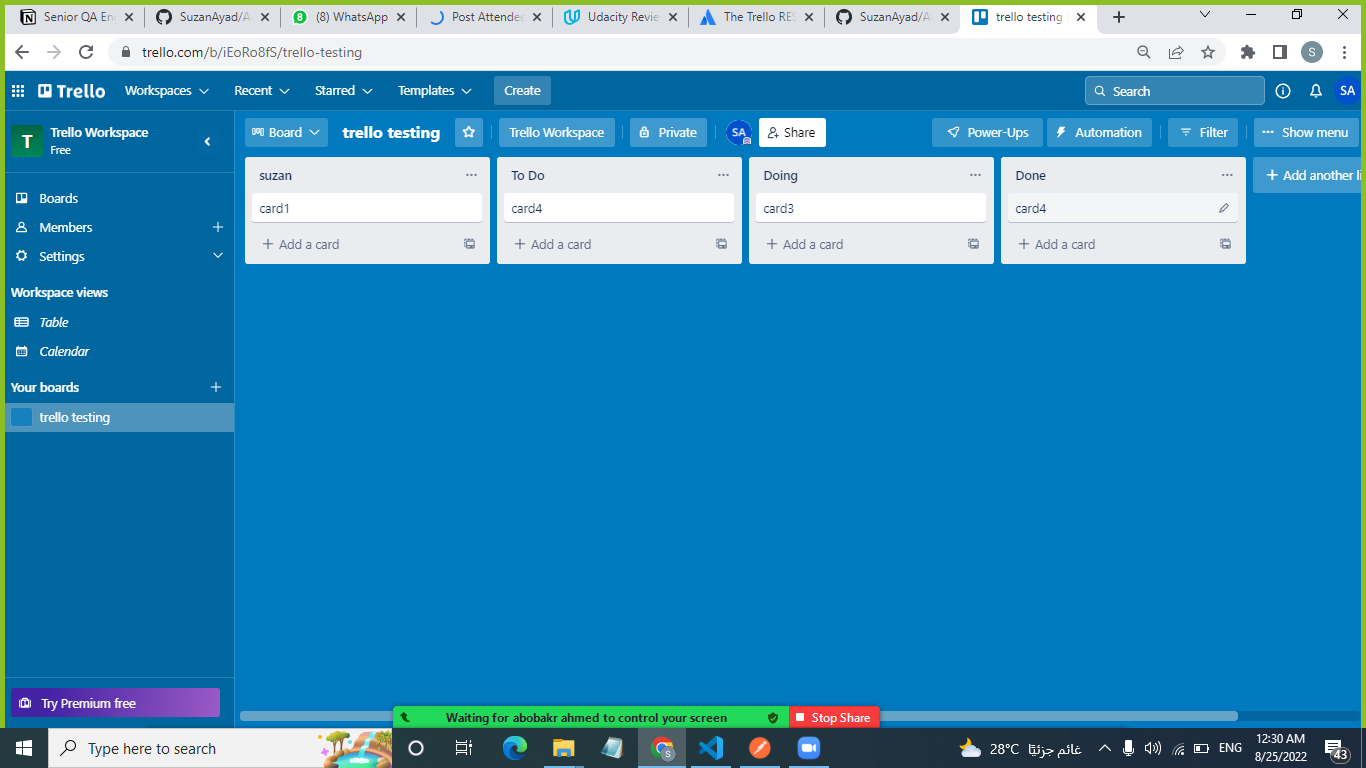 Senior QA En
SuzanAyad/A
(8) WhatsApp
Post Attende
Udacity Revie
The Trello RES
SuzanAyad/A
trello testing
trello.com/b/iEoRo8fS/trello-testing
S
Trello
Workspaces
Recent
Starred
Templates
Create
Search
SA
T
Trello Workspace
Free
Board
trello testing
Trello Workspace
Private
SA
Share
Power-Ups
Automation
Filter
Show menu
Boards
Members
Settings
Workspace views
Table
Calendar
Your boards
trello testing
Try Premium free
suzan
card1
Add a card
To Do
card4
Add a card
Doing
card3
Add a card
Done
card4
Add a card
Add another li
Waiting for abobakr ahmed to control your screen
Stop Share
Type here to search
S
28°C غائم جزئيًا
ENG
12:30 AM
8/25/2022
43